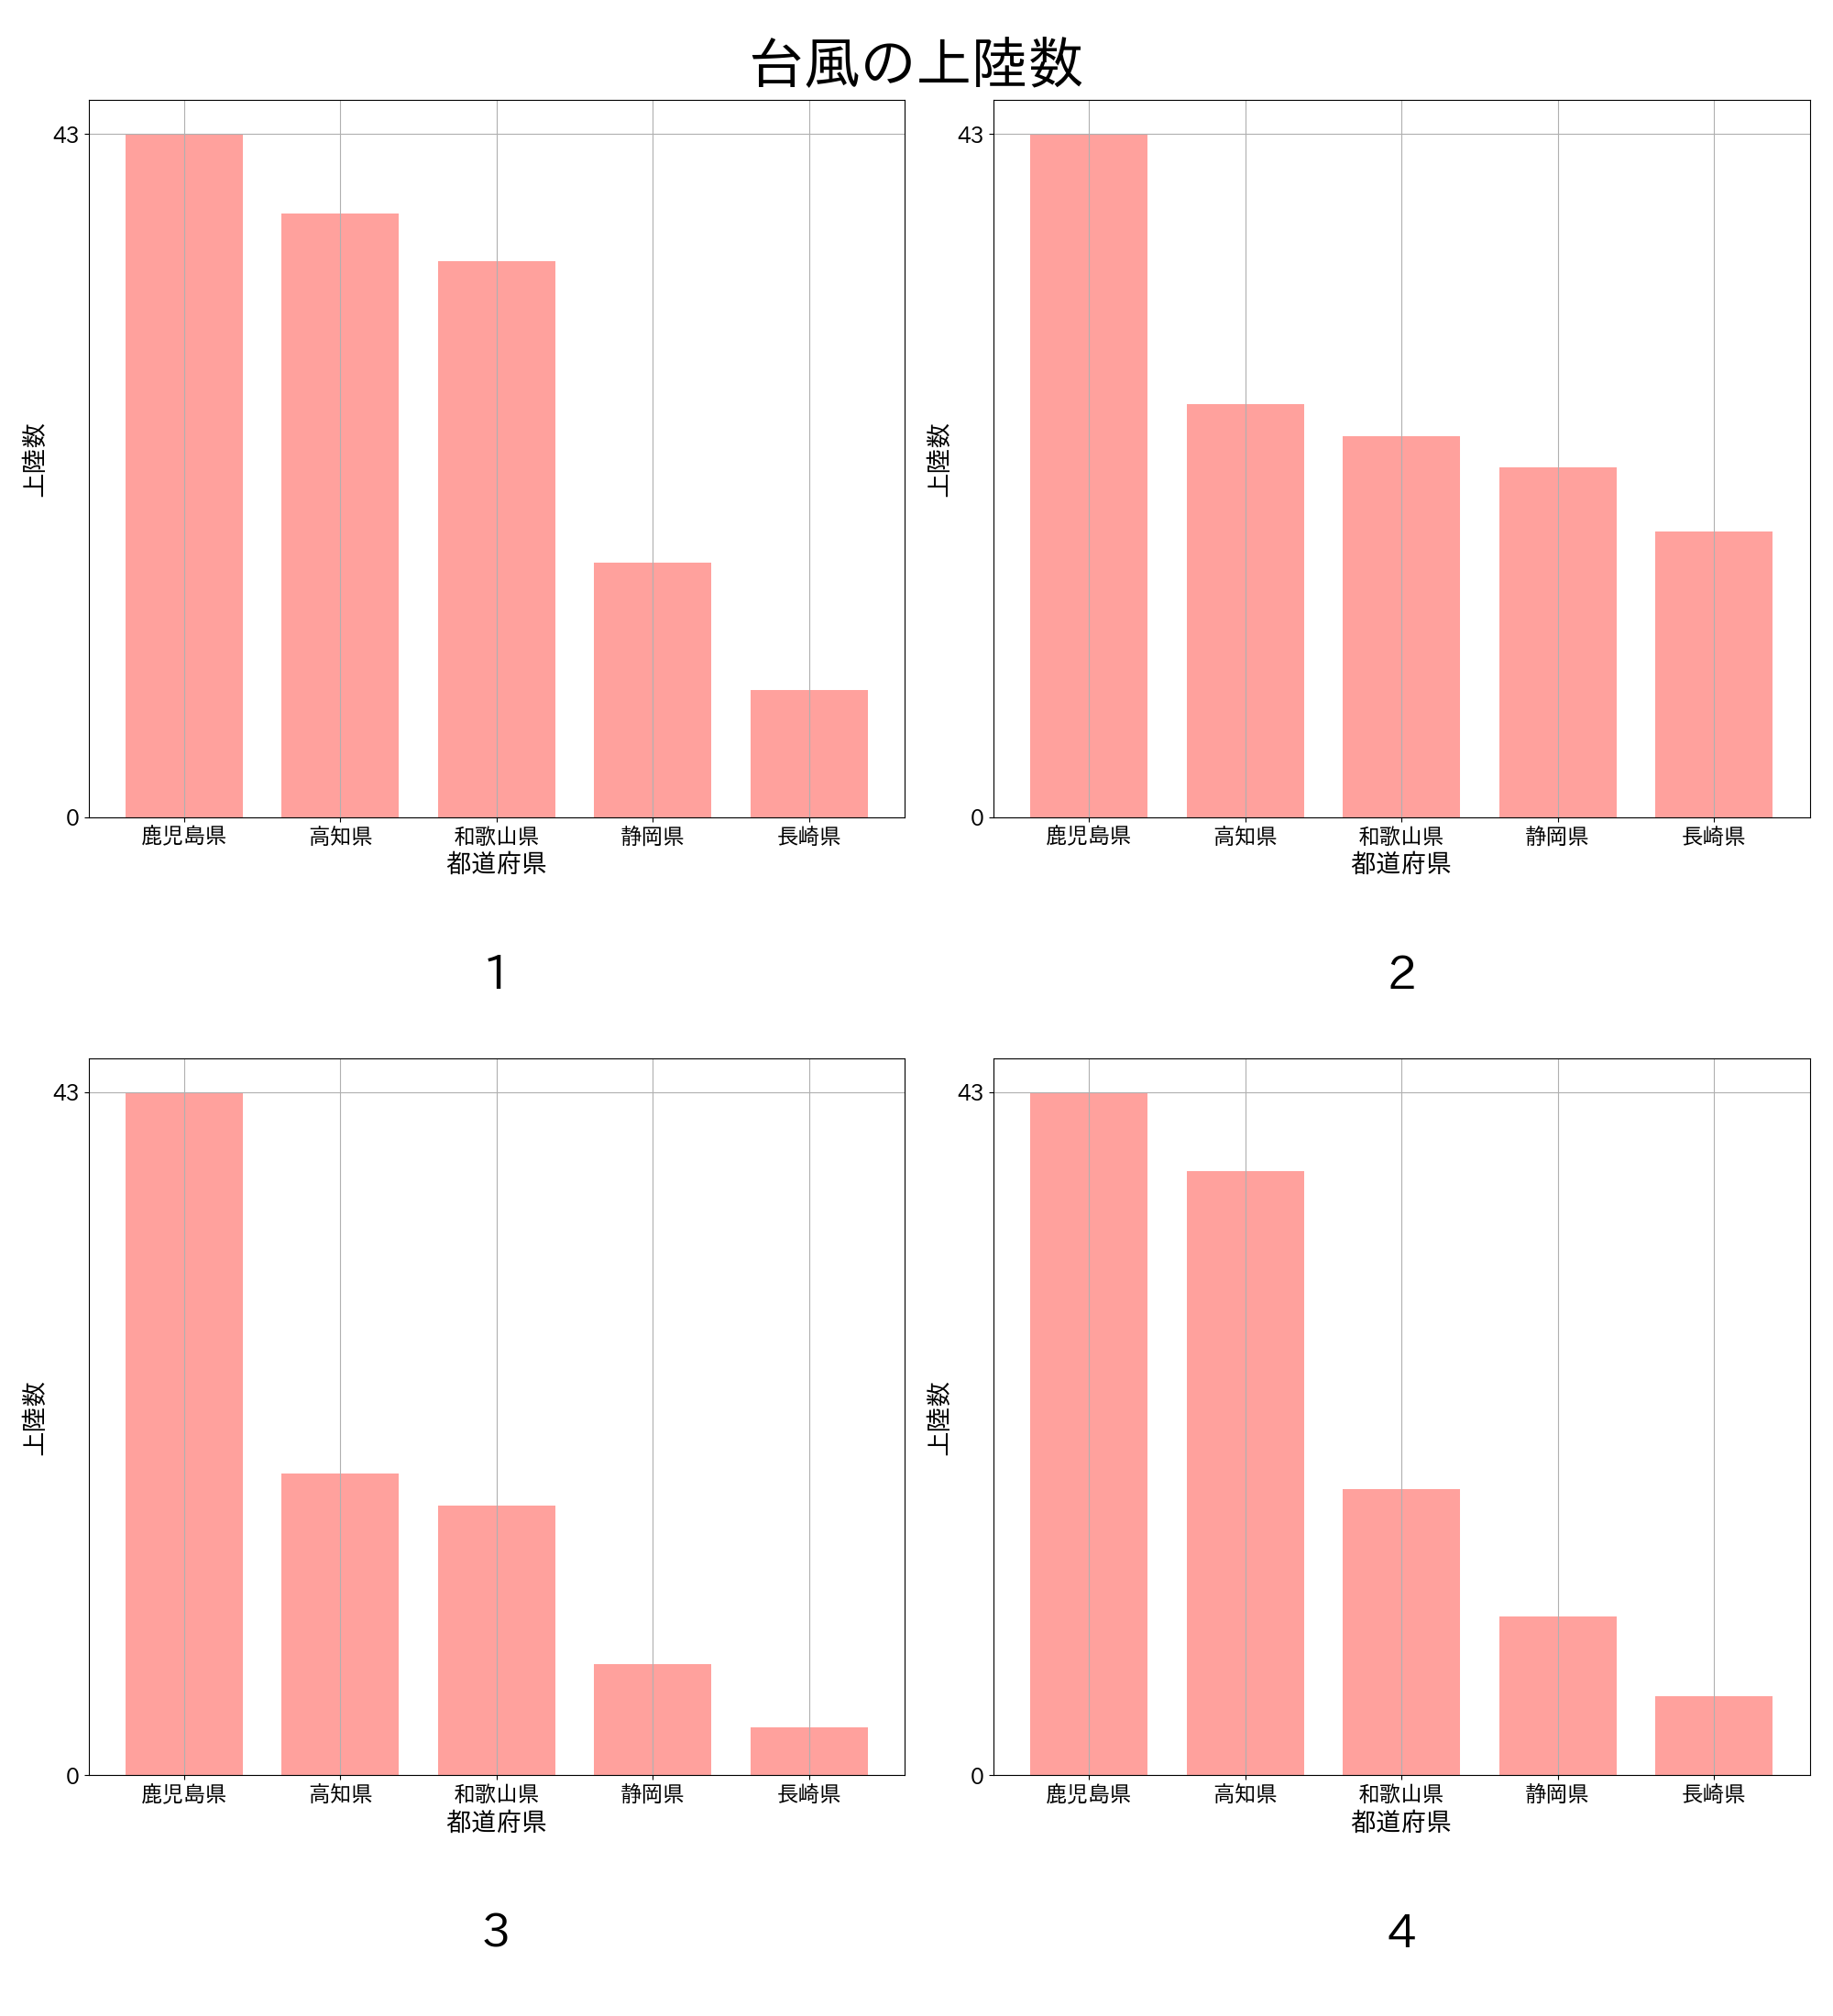 台風の上陸数
43
0
上陸数
鹿児島県 高知県 和歌山県 静岡県 長崎県
都道府県
1
43
0
上陸数
鹿児島県 高知県 和歌山県 静岡県 長崎県
都道府県
2
43
0
上陸数
鹿児島県 高知県 和歌山県 静岡県 長崎県
都道府県
3
43
0
上陸数
鹿児島県 高知県 和歌山県 静岡県 長崎県
都道府県
4